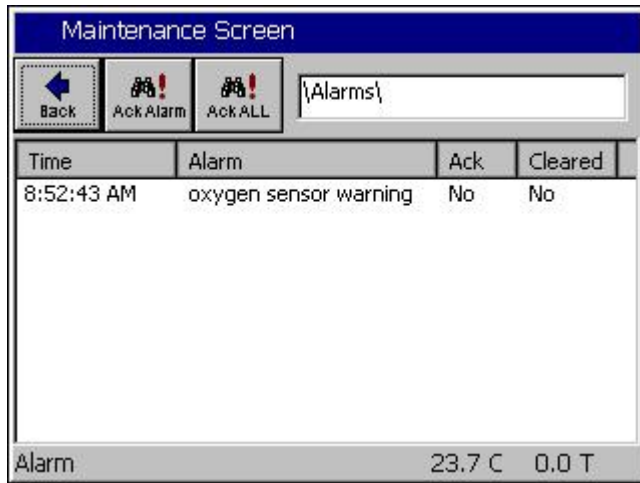 Maintenance Screen
Back
Ack Alarm
Ack ALL
\Alarms\
Time Alarm Ack Cleared
8:52:43 AM oxygen sensor warning No No
Alarm 23.7 C 0.0 T